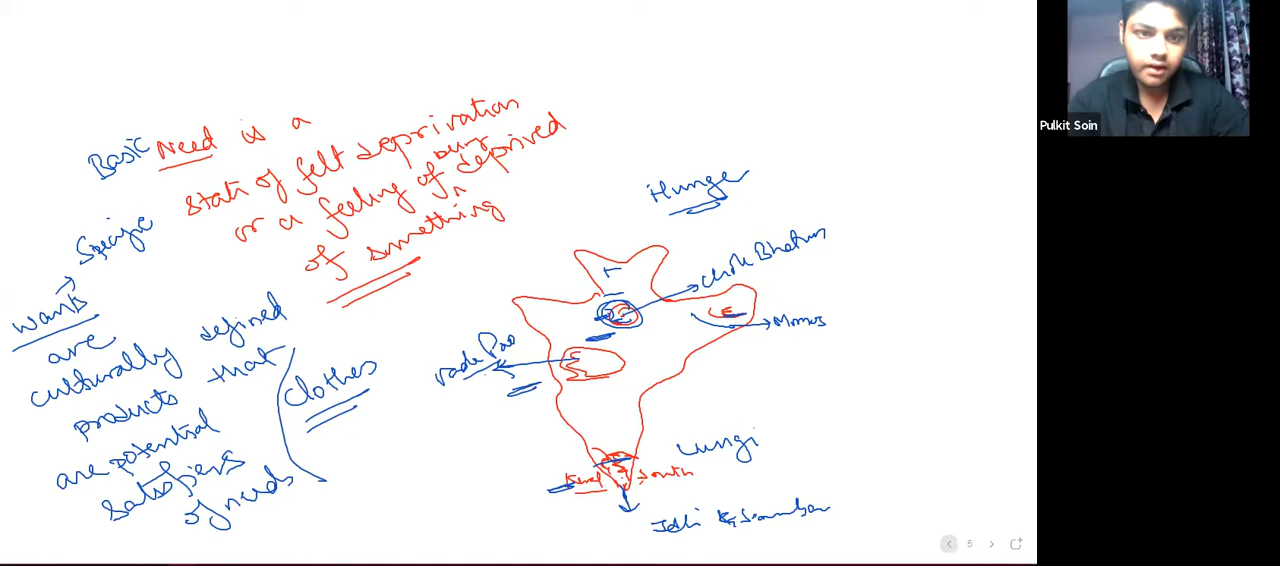 Basic Need is a
state of felt deprivation
or a feeling of being deprived
of something
Specific
Wants
are
culturally defined
products that
are potential
satisfiers
of needs
clothes
Hunger
Chole Bhature
Momos
Vada Pao
Lungi
south
Idli & Sambar
5
Pulkit Soin